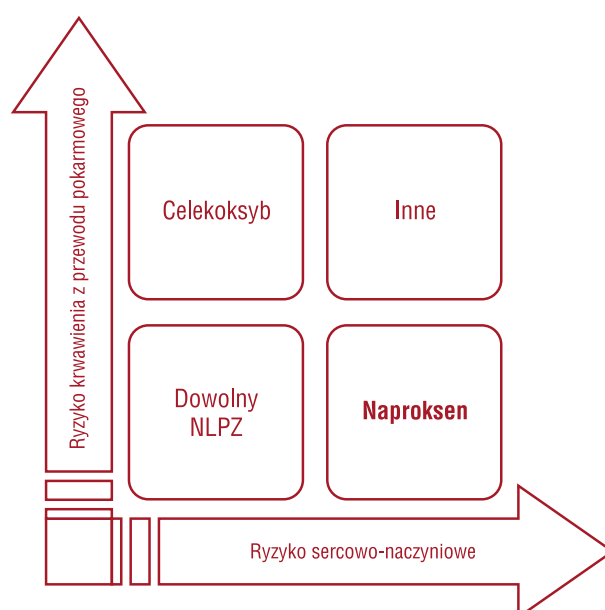 Ryzyko krwawienia z przewodu pokarmowego
Celekoksyb
Inne
Dowolny
NLPZ
Naproksen
Ryzyko sercowo-naczyniowe